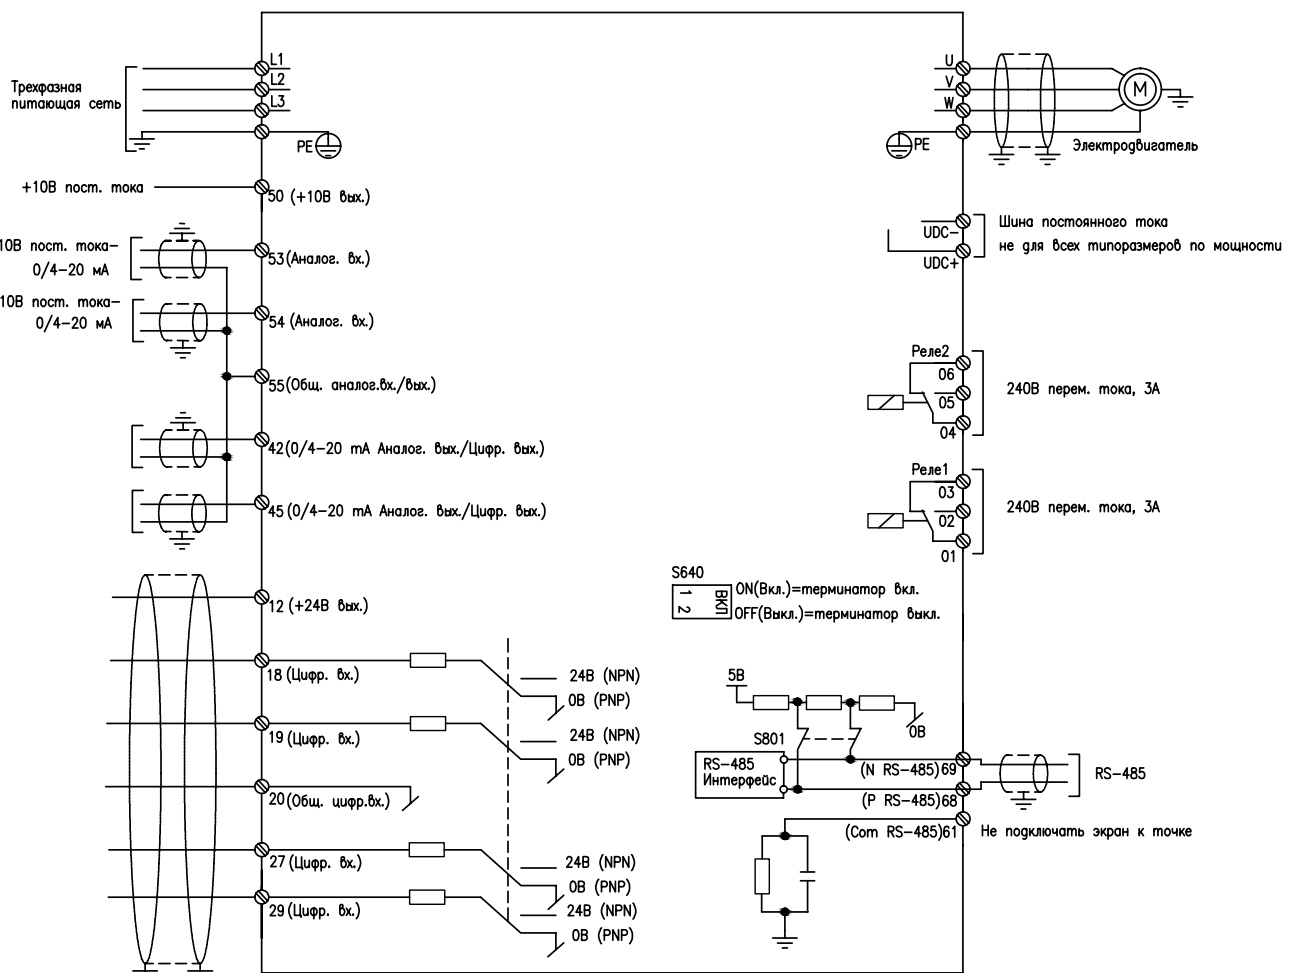 L1
L2
L3
Трехфазная
питающая сеть
PE
U
V
W
M
PE
Электродвигатель
+10В пост. тока
50 (+10В вых.)
UDC-
UDC+
Шина постоянного тока
не для всех типоразмеров по мощности
10В пост. тока-
0/4-20 мА
53 (Аналог. вх.)
10В пост. тока-
0/4-20 мА
54 (Аналог. вх.)
55 (Общ. аналог.вх./вых.)
42 (0/4-20 mA Аналог. вых./Цифр. вых.)
45 (0/4-20 mA Аналог. вых./Цифр. вых.)
Реле2
06
05
04
240В перем. тока, 3А
Реле1
03
02
01
240В перем. тока, 3А
S640
1
2
ВКЛ
ON(Вкл.)=терминатор вкл.
OFF(Выкл.)=терминатор выкл.
12 (+24В вых.)
18 (Цифр. вх.)
24В (NPN)
0В (PNP)
19 (Цифр. вх.)
24В (NPN)
0В (PNP)
20 (Общ. цифр.вх.)
27 (Цифр. вх.)
24В (NPN)
0В (PNP)
29 (Цифр. вх.)
24В (NPN)
0В (PNP)
5В
0В
S801
RS-485
Интерфейс
(N RS-485)69
(P RS-485)68
(Com RS-485)61
RS-485
Не подключать экран к точке